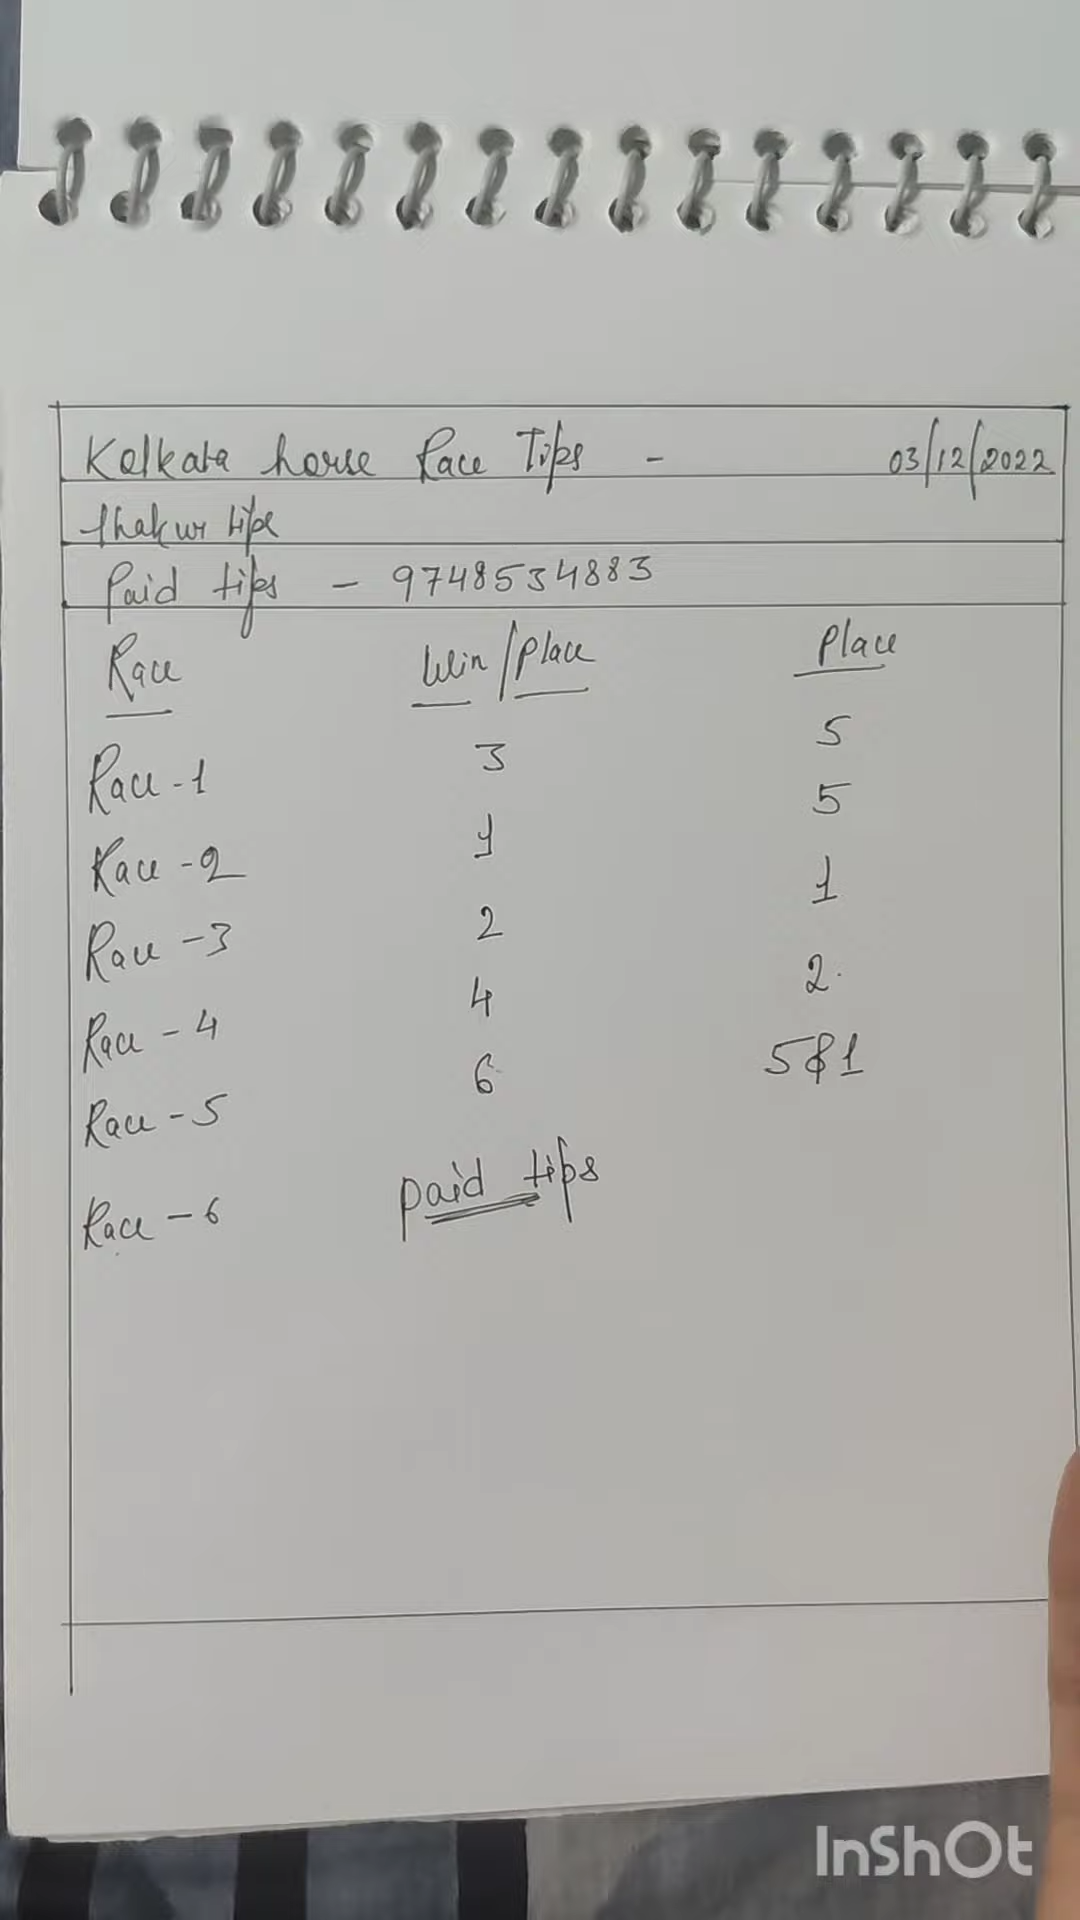 Kolkata horse Race Tips - 03/12/2022
thakur tips
Paid tips - 9748534883
Race Win/Place Place
Race-1 3 5
Race-2 1 5
Race-3 2 1
Race-4 4 2.
Race-5 6 5&1
Race-6 paid tips
InShOt